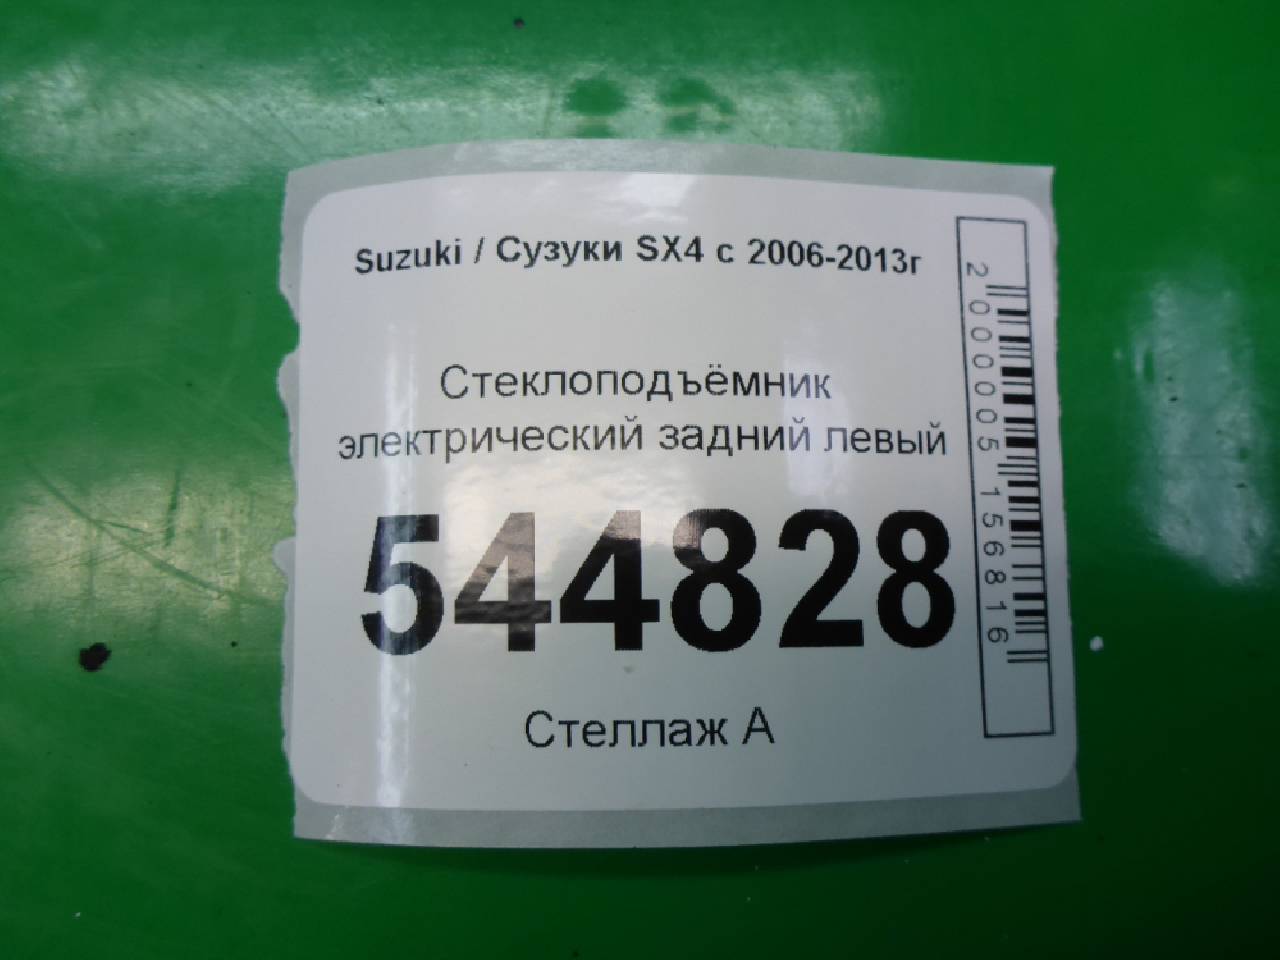 Suzuki / Сузуки SX4 с 2006-2013г
Стеклоподъёмник
электрический задний левый
544828
Стеллаж А
2000005156816